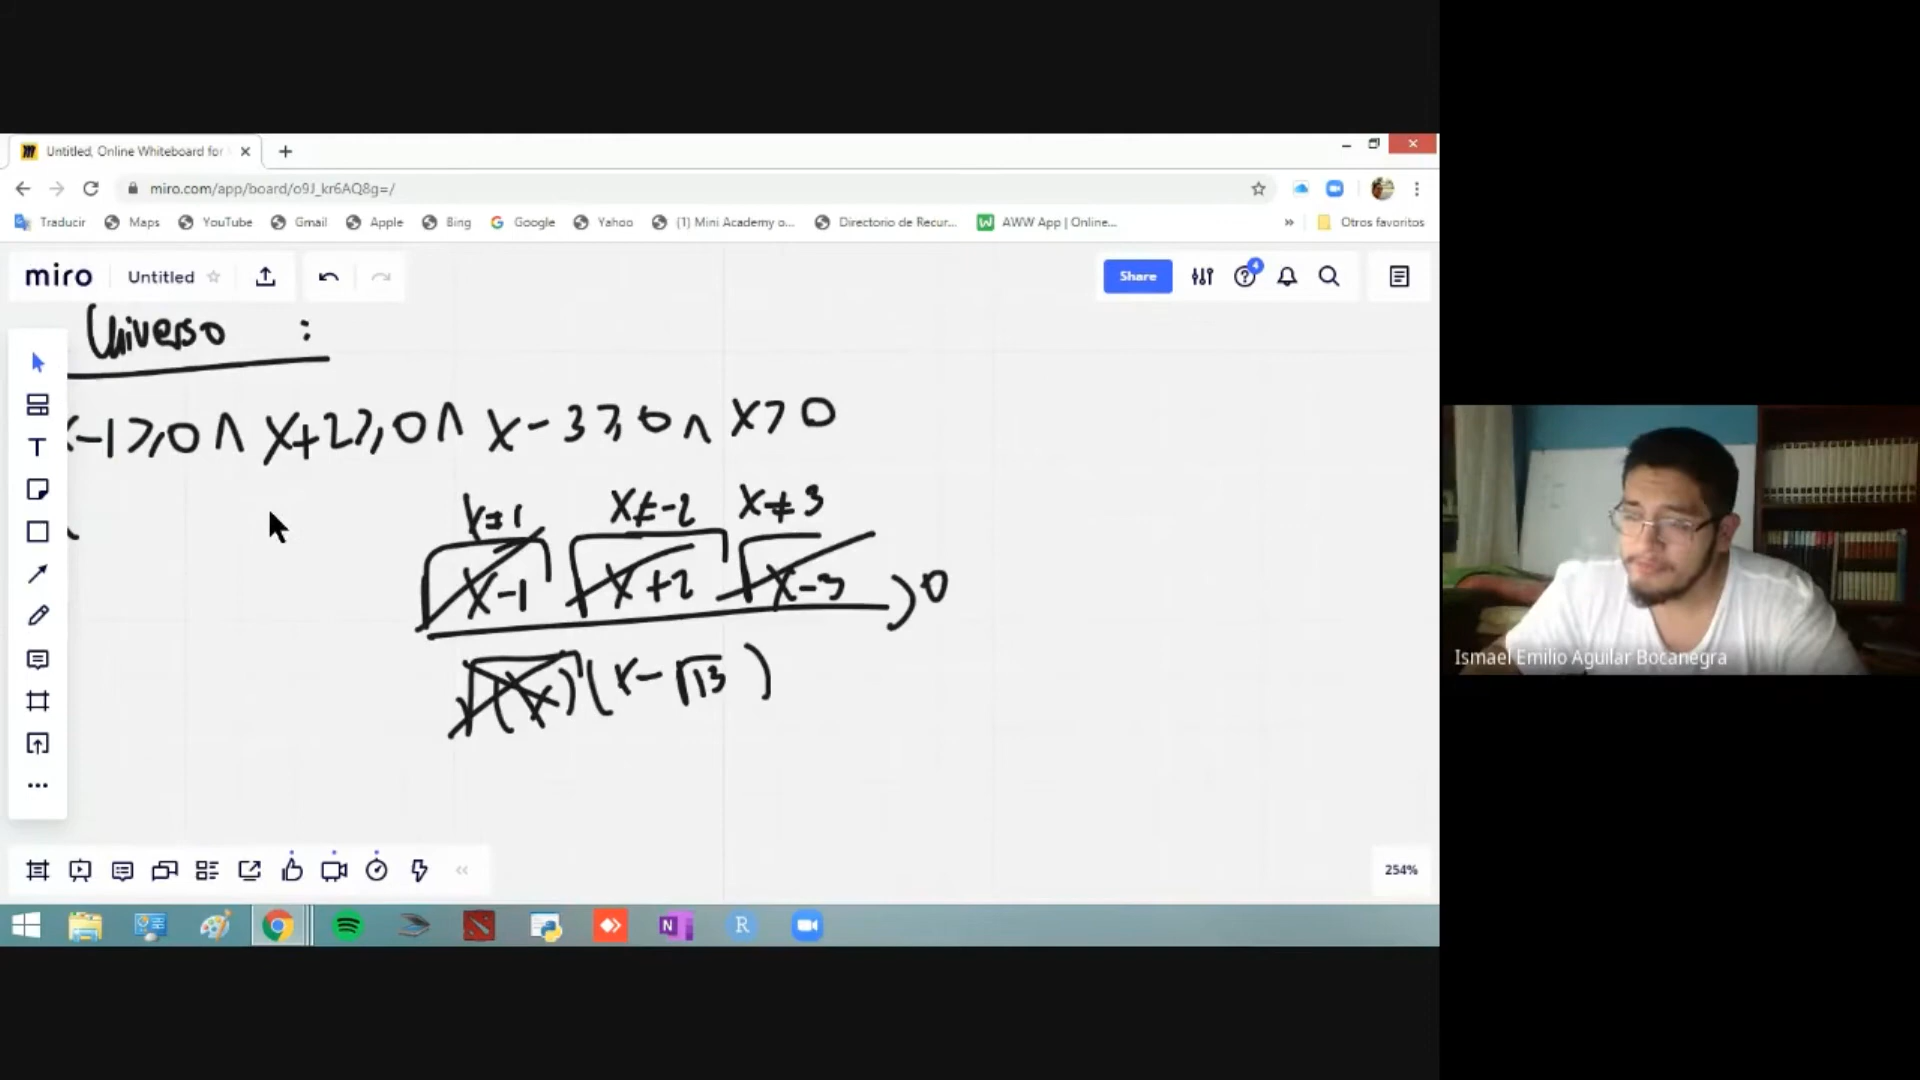 Untitled, Online Whiteboard for
miro.com/app/board/o9J_kr6AQ8g=/
Traducir Maps YouTube Gmail Apple Bing Google Yahoo (1) Mini Academy o... Directorio de Recur... AWW App | Online... » Otros favoritos
miro Untitled Share 4
Universo :
x-1≥0 ∧ x+2≥0 ∧ x-3≥0 ∧ x>0
x≠1 x≠-2 x≠3
√x-1 √x+2 √x-3 >0
√(x) (x-√13)
Ismael Emilio Aguilar Bocanegra
254%